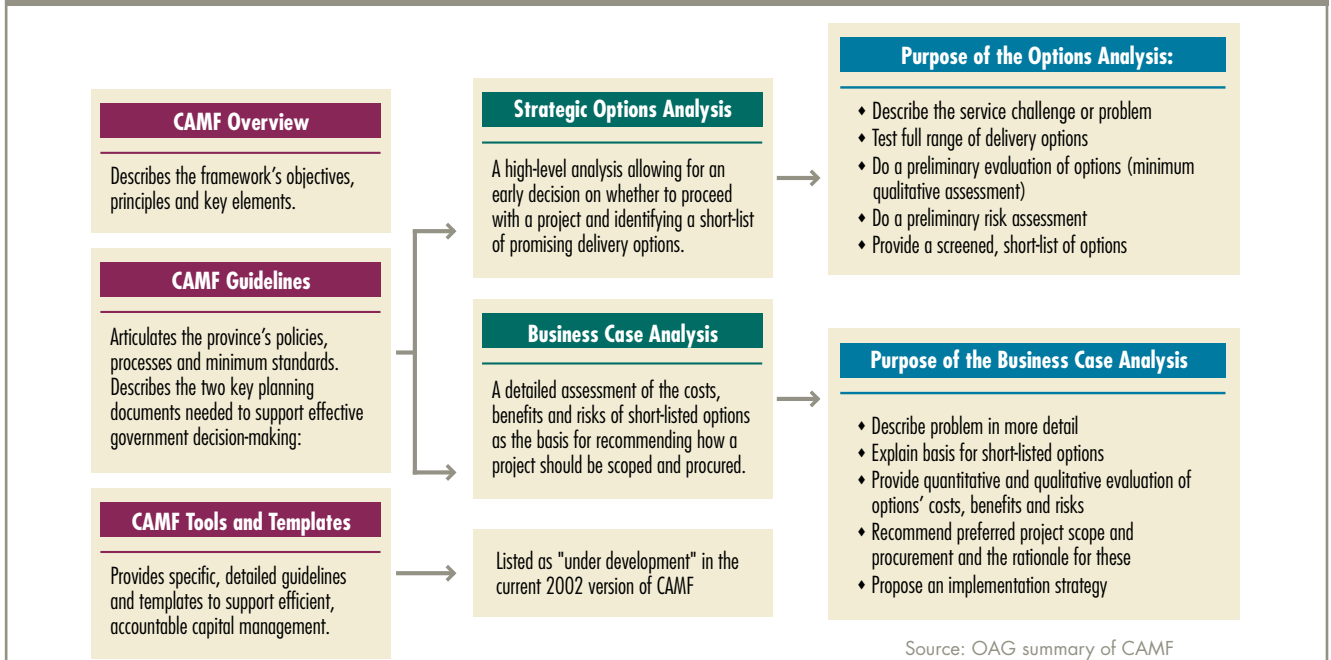 CAMF Overview
Describes the framework's objectives,
principles and key elements.
CAMF Guidelines
Articulates the province's policies,
processes and minimum standards.
Describes the two key planning
documents needed to support effective
government decision-making:
CAMF Tools and Templates
Provides specific, detailed guidelines
and templates to support efficient,
accountable capital management.
Strategic Options Analysis
A high-level analysis allowing for an
early decision on whether to proceed
with a project and identifying a short-list
of promising delivery options.
Business Case Analysis
A detailed assessment of the costs,
benefits and risks of short-listed options
as the basis for recommending how a
project should be scoped and procured.
Listed as "under development" in the
current 2002 version of CAMF
Purpose of the Options Analysis:
◆ Describe the service challenge or problem
◆ Test full range of delivery options
◆ Do a preliminary evaluation of options (minimum
qualitative assessment)
◆ Do a preliminary risk assessment
◆ Provide a screened, short-list of options
Purpose of the Business Case Analysis
◆ Describe problem in more detail
◆ Explain basis for short-listed options
◆ Provide quantitative and qualitative evaluation of
options' costs, benefits and risks
◆ Recommend preferred project scope and
procurement and the rationale for these
◆ Propose an implementation strategy
Source: OAG summary of CAMF